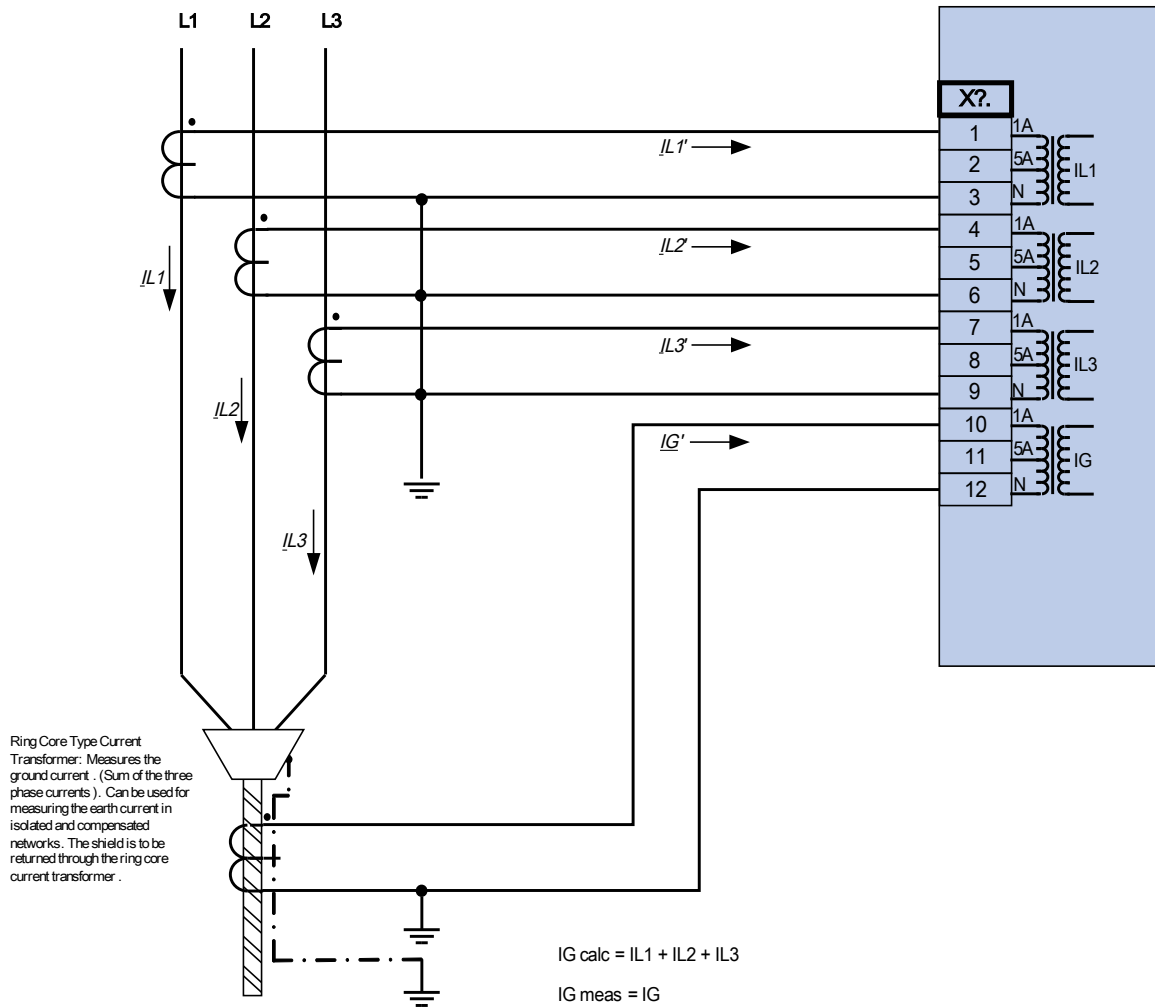 L1 L2 L3
X?.
1 1A
2 5A
3 N
IL1
4 1A
5 5A
6 N
IL2
7 1A
8 5A
9 N
IL3
10 1A
11 5A
12 N
IG
IL1'
IL2'
IL3'
IG'
IL1
IL2
IL3
Ring Core Type Current
Transformer: Measures the
ground current . (Sum of the three
phase currents ). Can be used for
measuring the earth current in
isolated and compensated
networks. The shield is to be
returned through the ring core
current transformer .
IG calc = IL1 + IL2 + IL3
IG meas = IG